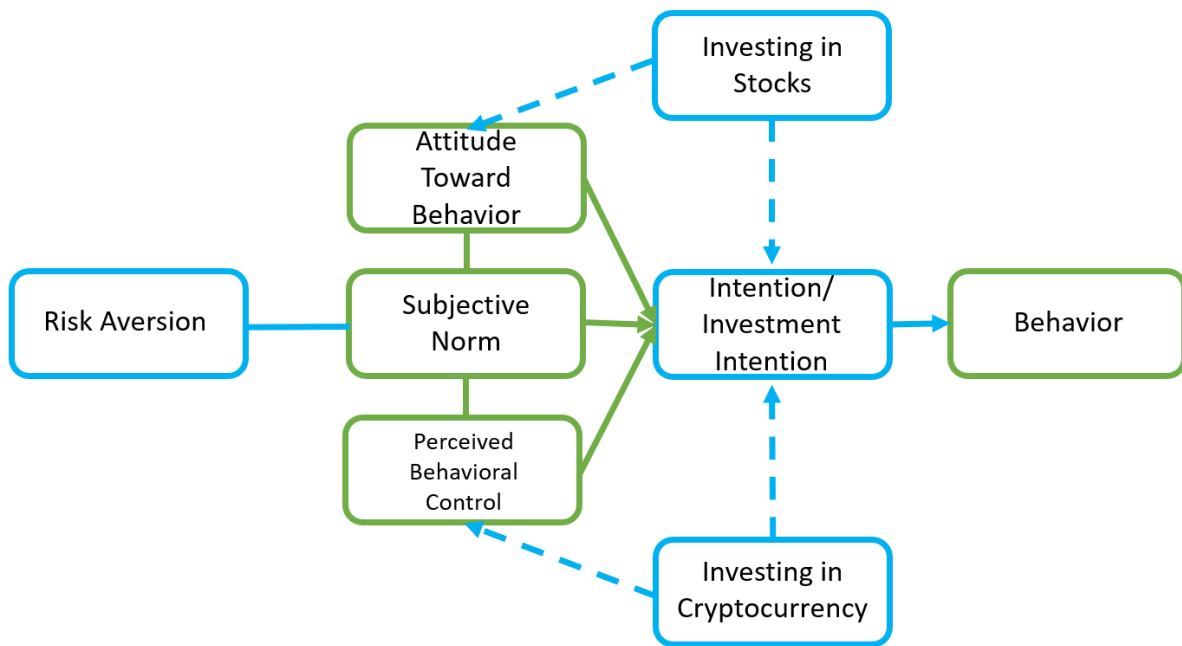 Investing in
Stocks
Attitude
Toward
Behavior
Risk Aversion
Subjective
Norm
Intention/
Investment
Intention
Behavior
Perceived
Behavioral
Control
Investing in
Cryptocurrency